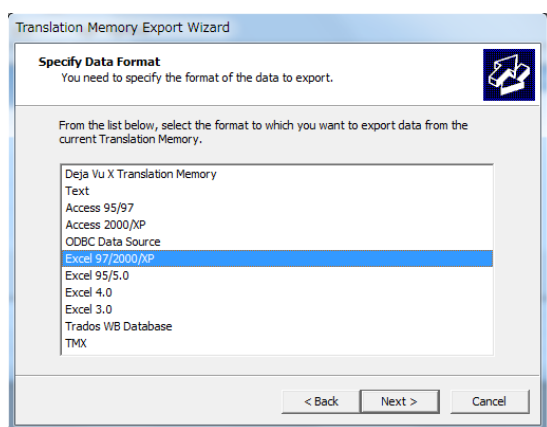 Translation Memory Export Wizard
Specify Data Format
You need to specify the format of the data to export.
From the list below, select the format to which you want to export data from the
current Translation Memory.
Deja Vu X Translation Memory
Text
Access 95/97
Access 2000/XP
ODBC Data Source
Excel 97/2000/XP
Excel 95/5.0
Excel 4.0
Excel 3.0
Trados WB Database
TMX
< Back Next > Cancel